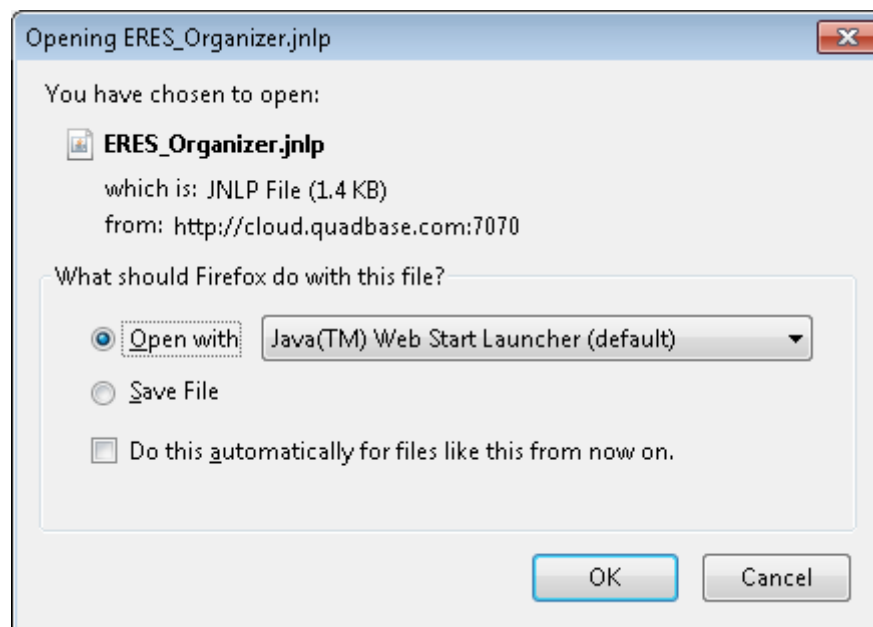 Opening ERES_Organizer.jnlp
You have chosen to open:
ERES_Organizer.jnlp
which is: JNLP File (1.4 KB)
from: http://cloud.quadbase.com:7070
What should Firefox do with this file?
Open with Java(TM) Web Start Launcher (default)
Save File
Do this automatically for files like this from now on.
OK Cancel